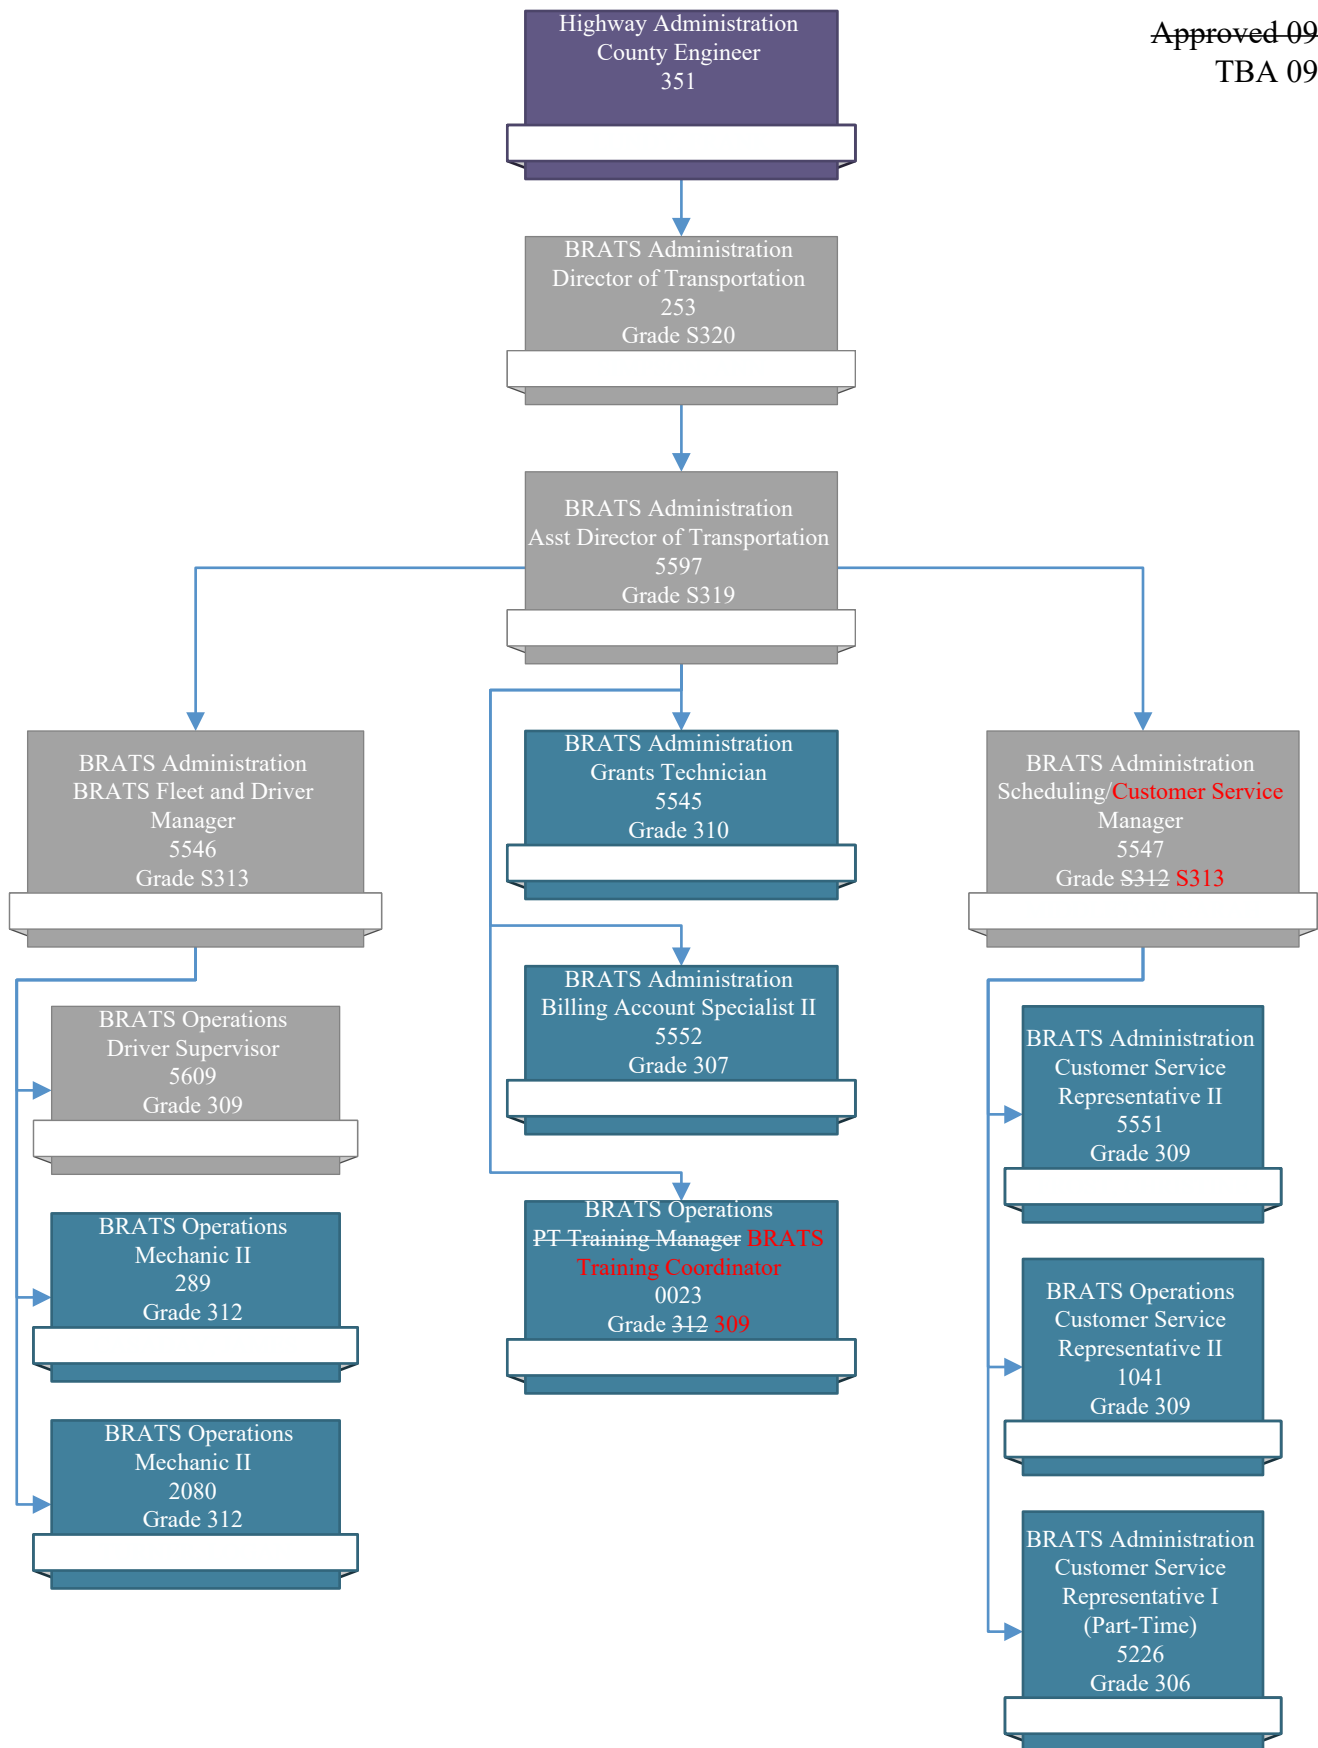 Highway Administration
County Engineer
351
Approved 09
TBA 09
BRATS Administration
Director of Transportation
253
Grade S320
BRATS Administration
Asst Director of Transportation
5597
Grade S319
BRATS Administration
BRATS Fleet and Driver
Manager
5546
Grade S313
BRATS Administration
Grants Technician
5545
Grade 310
BRATS Administration
Scheduling/Customer Service
Manager
5547
Grade S312 S313
BRATS Operations
Driver Supervisor
5609
Grade 309
BRATS Administration
Billing Account Specialist II
5552
Grade 307
BRATS Administration
Customer Service
Representative II
5551
Grade 309
BRATS Operations
Mechanic II
289
Grade 312
BRATS Operations
PT Training Manager BRATS
Training Coordinator
0023
Grade 312 309
BRATS Operations
Customer Service
Representative II
1041
Grade 309
BRATS Operations
Mechanic II
2080
Grade 312
BRATS Administration
Customer Service
Representative I
(Part-Time)
5226
Grade 306